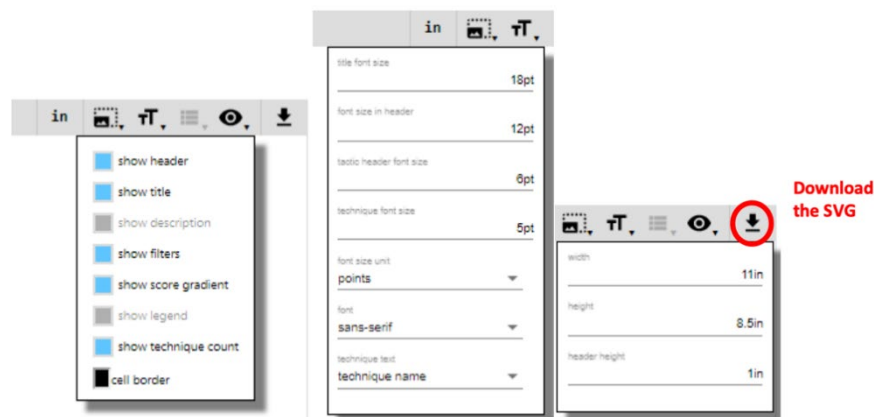 in
show header
show title
show description
show filters
show score gradient
show legend
show technique count
cell border
in
title font size
18pt
font size in header
12pt
tactic header font size
6pt
technique font size
5pt
font size unit
points
font
sans-serif
technique text
technique name
Download
the SVG
width
11in
height
8.5in
header height
1in